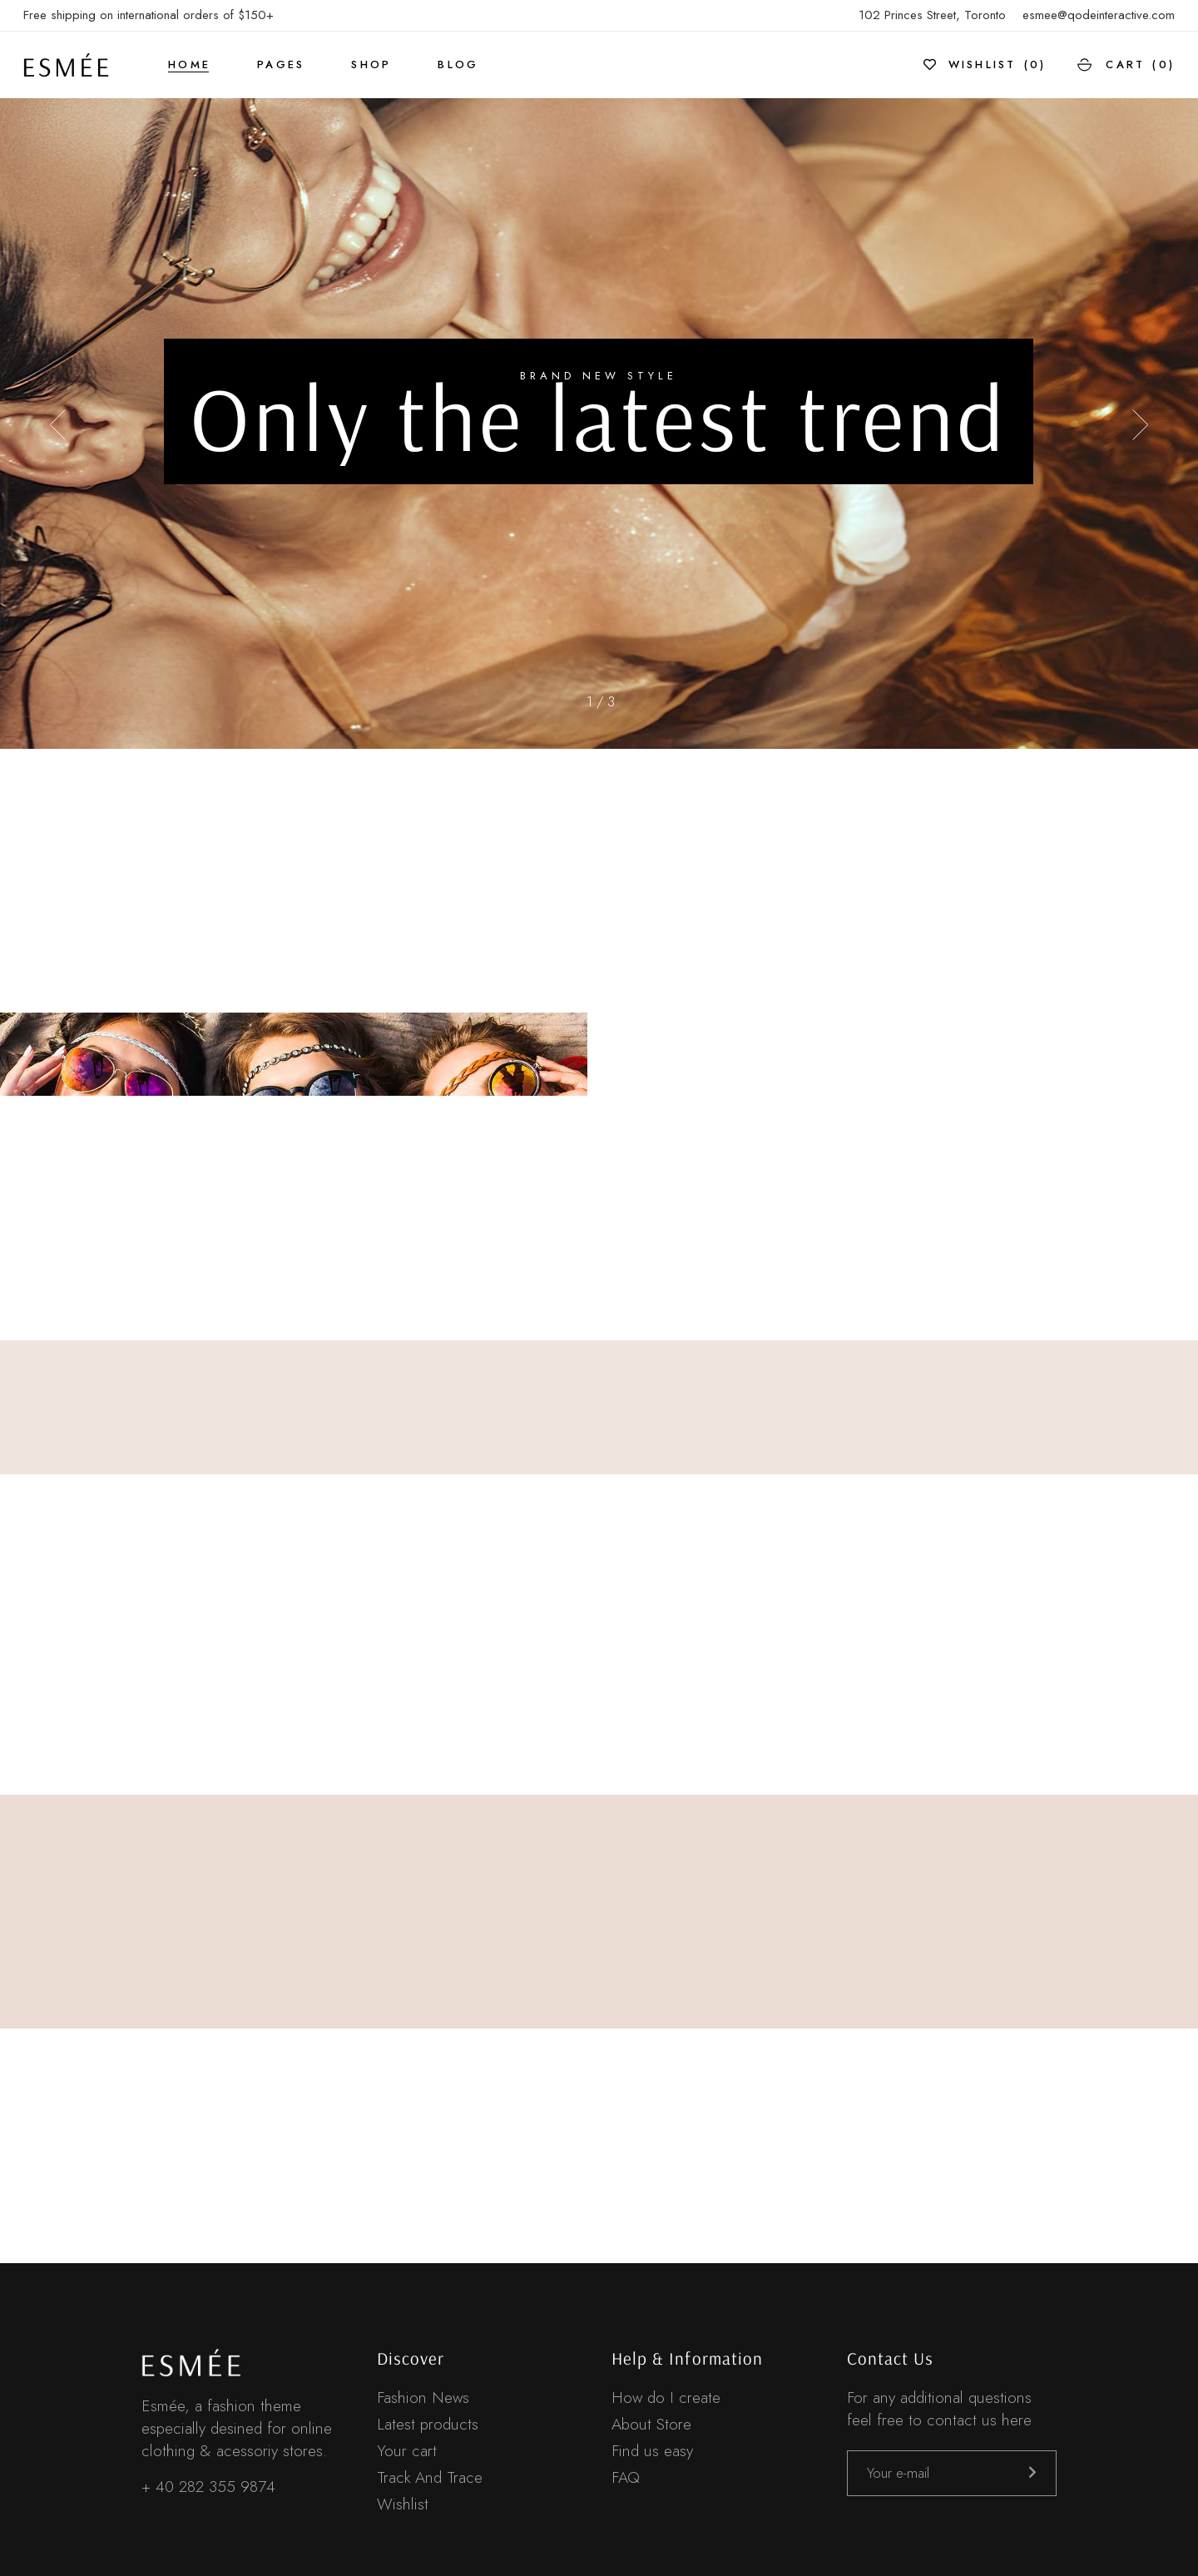 Free shipping on international orders of $150+
102 Princes Street, Toronto esmee@qodeinteractive.com
ESMÉE
HOME PAGES SHOP BLOG
WISHLIST (0) CART (0)
BRAND NEW STYLE
Only the latest trend
1 / 3
ESMÉE
Esmée, a fashion theme
especially desined for online
clothing & acessoriy stores.
+ 40 282 355 9874
Discover
Fashion News
Latest products
Your cart
Track And Trace
Wishlist
Help & Information
How do I create
About Store
Find us easy
FAQ
Contact Us
For any additional questions
feel free to contact us here
Your e-mail